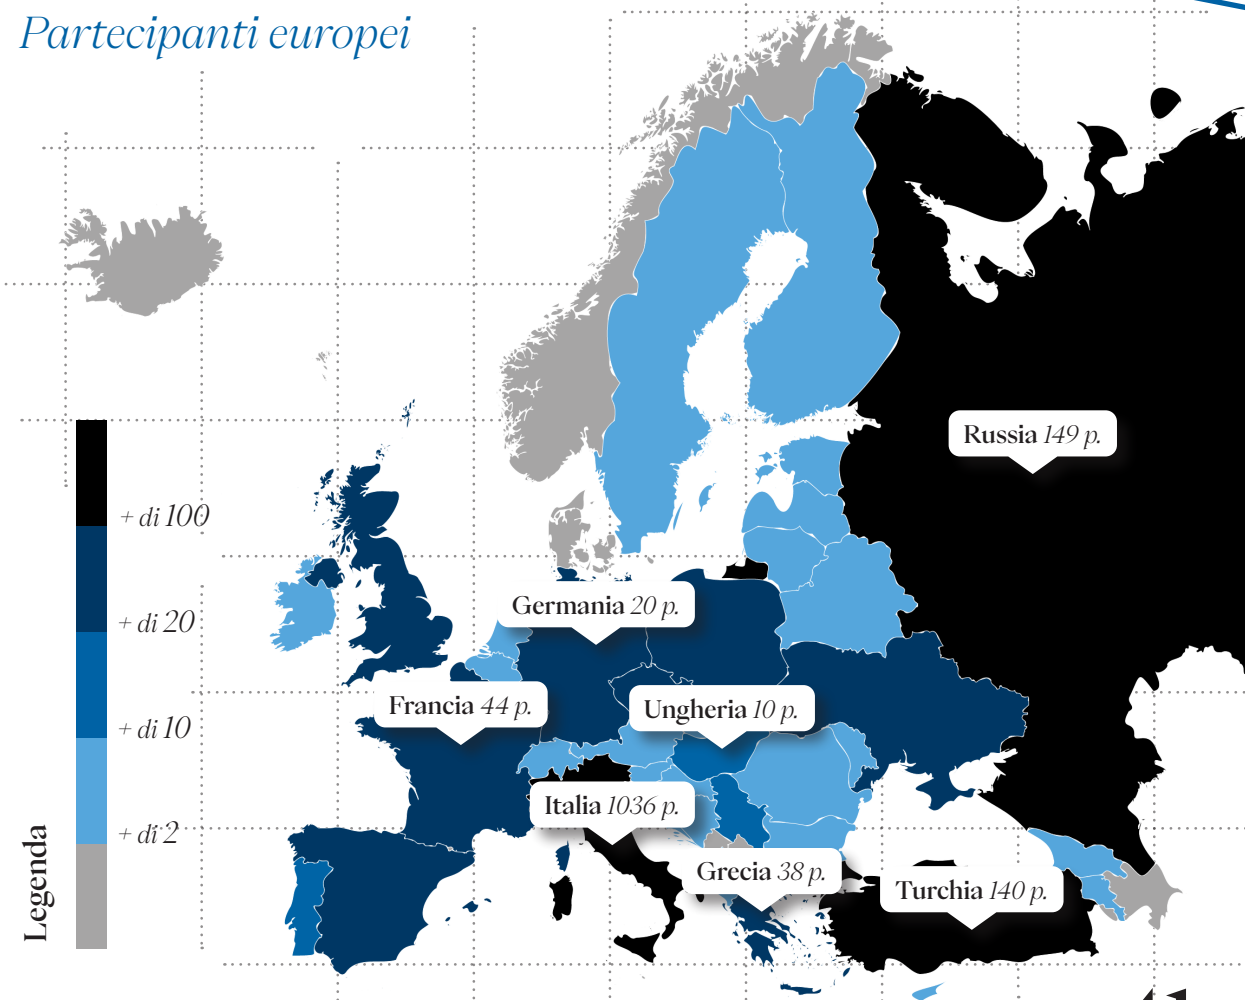 Partecipanti europei
Russia 149 p.
+ di 100
Germania 20 p.
+ di 20
Francia 44 p.
Ungheria 10 p.
+ di 10
Italia 1036 p.
+ di 2
Grecia 38 p.
Turchia 140 p.
Legenda